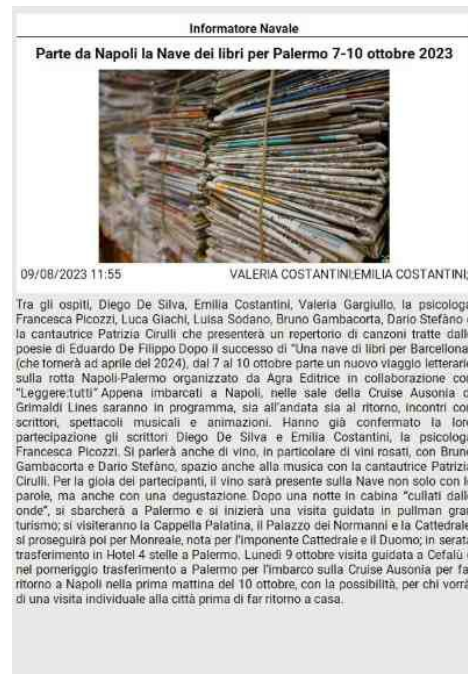 Informatore Navale
Parte da Napoli la Nave dei libri per Palermo 7-10 ottobre 2023
09/08/2023 11:55 VALERIA COSTANTINI;EMILIA COSTANTINI;
Tra gli ospiti, Diego De Silva, Emilia Costantini, Valeria Gargiullo, la psicologa
Francesca Picozzi, Luca Giachi, Luisa Sodano, Bruno Gambacorta, Dario Stefàno
la cantautrice Patrizia Cirulli che presenterà un repertorio di canzoni tratte dall
poesie di Eduardo De Filippo Dopo il successo di "Una nave di libri per Barcellona
(che tornerà ad aprile del 2024), dal 7 al 10 ottobre parte un nuovo viaggio letterari
sulla rotta Napoli-Palermo organizzato da Agra Editrice in collaborazione co
"Leggere:tutti" Appena imbarcati a Napoli, nelle sale della Cruise Ausonia d
Grimaldi Lines saranno in programma, sia all'andata sia al ritorno, incontri co
scrittori, spettacoli musicali e animazioni. Hanno già confermato la lor
partecipazione gli scrittori Diego De Silva e Emilia Costantini, la psicolog
Francesca Picozzi. Si parlerà anche di vino, in particolare di vini rosati, con Brun
Gambacorta e Dario Stefàno, spazio anche alla musica con la cantautrice Patrizi
Cirulli. Per la gioia dei partecipanti, il vino sarà presente sulla Nave non solo con l
parole, ma anche con una degustazione. Dopo una notte in cabina "cullati dall
onde", si sbarcherà a Palermo e si inizierà una visita guidata in pullman gran
turismo; si visiteranno la Cappella Palatina, il Palazzo dei Normanni e la Cattedrale
si proseguirà poi per Monreale, nota per l'imponente Cattedrale e il Duomo; in serata
trasferimento in Hotel 4 stelle a Palermo. Lunedì 9 ottobre visita guidata a Cefalù
nel pomeriggio trasferimento a Palermo per l'imbarco sulla Cruise Ausonia per fa
ritorno a Napoli nella prima mattina del 10 ottobre, con la possibilità, per chi vorrà
di una visita individuale alla città prima di far ritorno a casa.